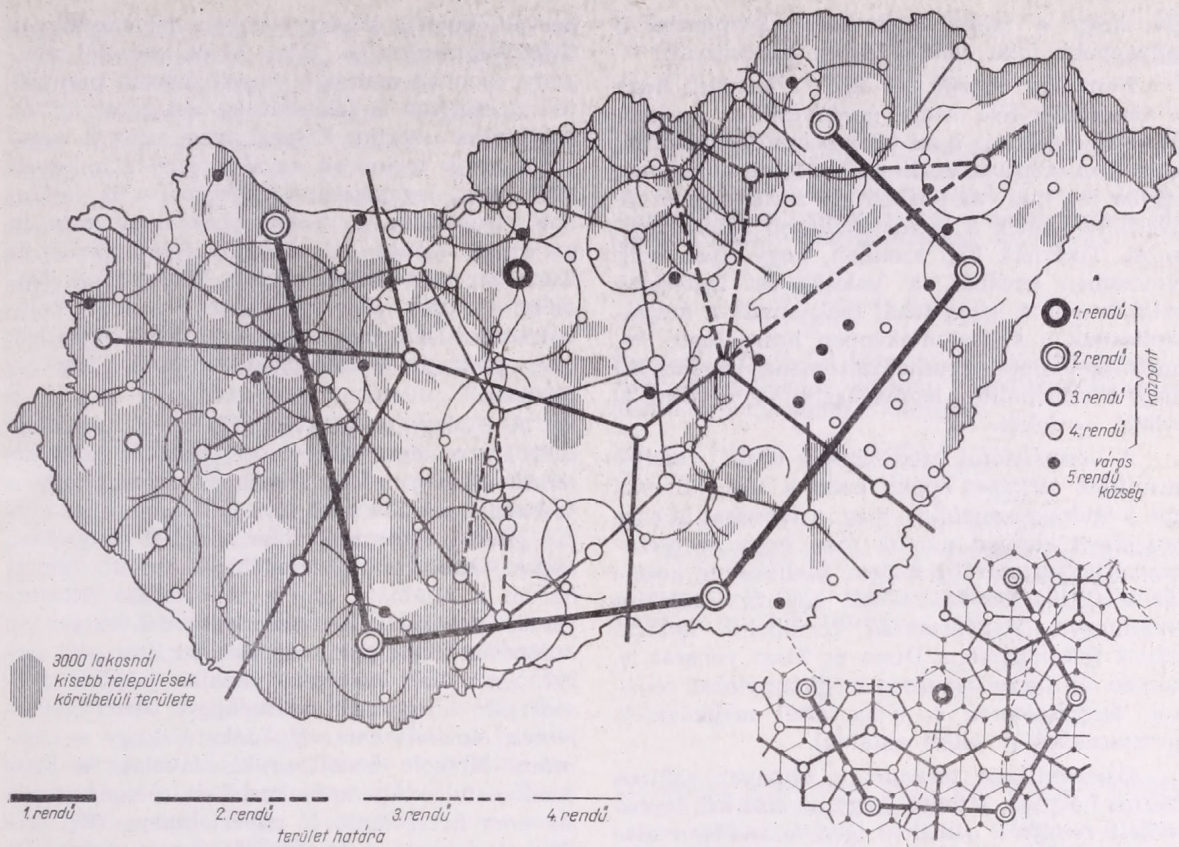 1.rendű
2.rendű
3.rendű
4.rendű
központ
város
5.rendű
község
3000 lakosnál
kisebb települések
körülbelüli területe
1.rendű
2.rendű
3.rendű
4.rendű
terület határa